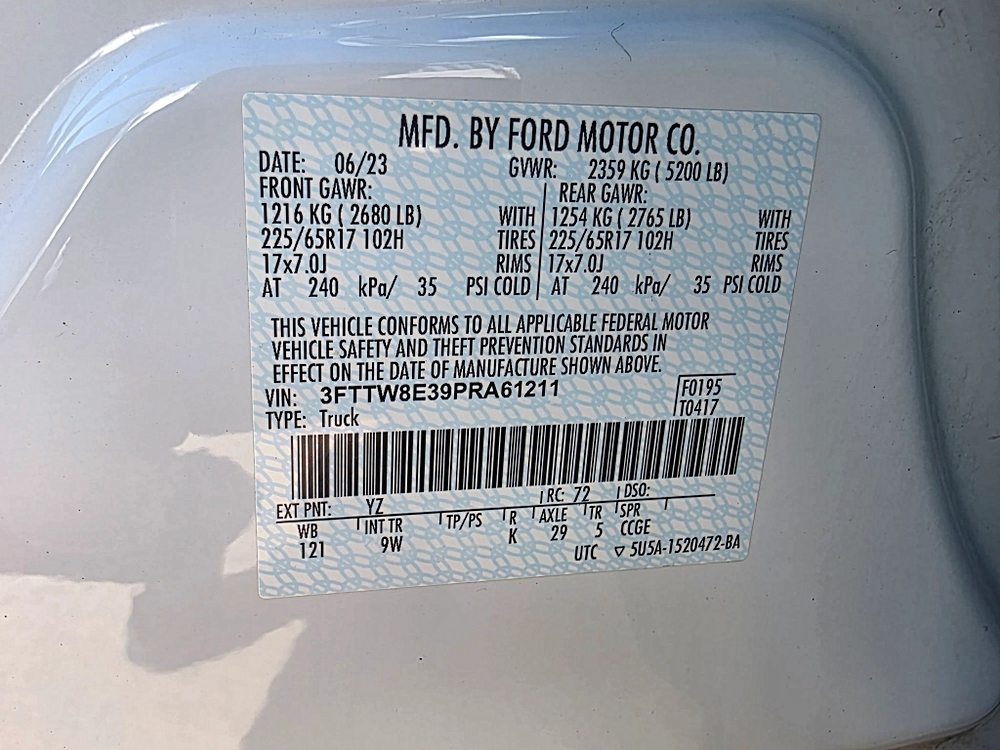 MFD. BY FORD MOTOR CO.
DATE: 06/23 GVWR: 2359 KG ( 5200 LB)
FRONT GAWR: REAR GAWR:
1216 KG ( 2680 LB) WITH 1254 KG ( 2765 LB) WITH
225/65R17 102H TIRES 225/65R17 102H TIRES
17x7.0J RIMS 17x7.0J RIMS
AT 240 kPa/ 35 PSI COLD AT 240 kPa/ 35 PSI COLD
THIS VEHICLE CONFORMS TO ALL APPLICABLE FEDERAL MOTOR
VEHICLE SAFETY AND THEFT PREVENTION STANDARDS IN
EFFECT ON THE DATE OF MANUFACTURE SHOWN ABOVE.
VIN: 3FTTW8E39PRA61211 F0195
TYPE: Truck T0417
EXT PNT: YZ RC: 72 DSO:
WB INT TR TP/PS R AXLE TR SPR
121 9W K 29 5 CCGE
UTC ▽ 5U5A-1520472-BA